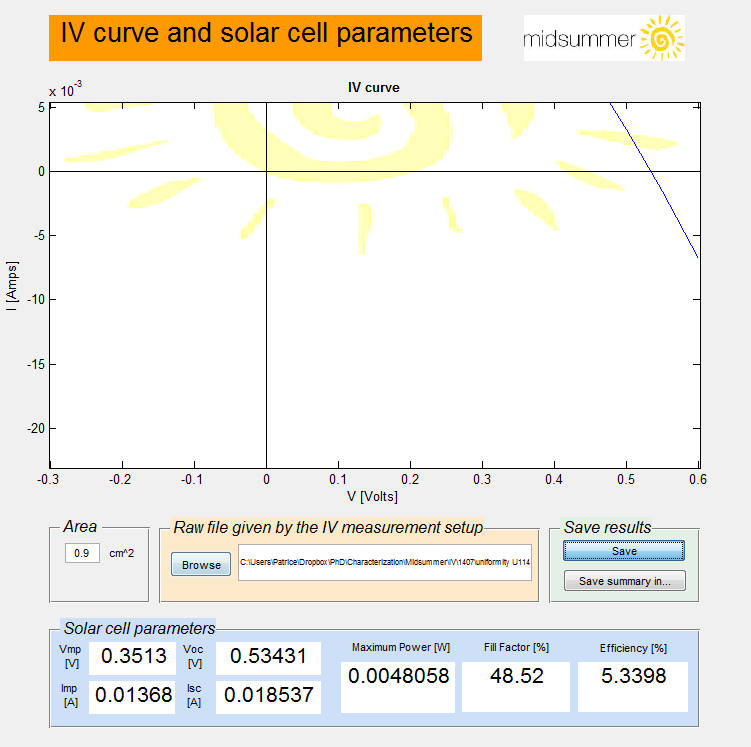 IV curve and solar cell parameters
midsummer
IV curve
x 10^-3
5
0
-5
-10
-15
-20
I [Amps]
-0.3 -0.2 -0.1 0 0.1 0.2 0.3 0.4 0.5 0.6
V [Volts]
Area
0.9 cm^2
Raw file given by the IV measurement setup
Browse
C:\Users\Patrice\Dropbox\PhD\Characterization\Midsummer\IV\1407\uniformity U114
Save results
Save
Save summary in...
Solar cell parameters
Vmp [V] 0.3513
Voc [V] 0.53431
Imp [A] 0.01368
Isc [A] 0.018537
Maximum Power [W]
0.0048058
Fill Factor [%]
48.52
Efficiency [%]
5.3398